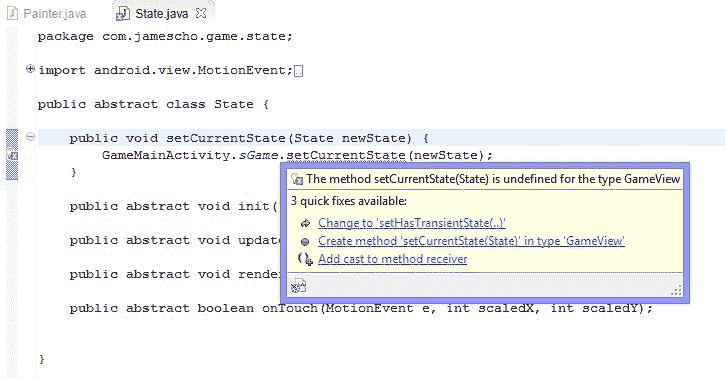 Painter.java State.java
package com.jamescho.game.state;
import android.view.MotionEvent;
public abstract class State {
public void setCurrentState(State newState) {
GameMainActivity.sGame.setCurrentState(newState);
}
The method setCurrentState(State) is undefined for the type GameView
3 quick fixes available:
Change to 'setHasTransientState(..)'
Create method 'setCurrentState(State)' in type 'GameView'
Add cast to method receiver
public abstract void init(
public abstract void update
public abstract void render
public abstract boolean onTouch(MotionEvent e, int scaledX, int scaledY);
}